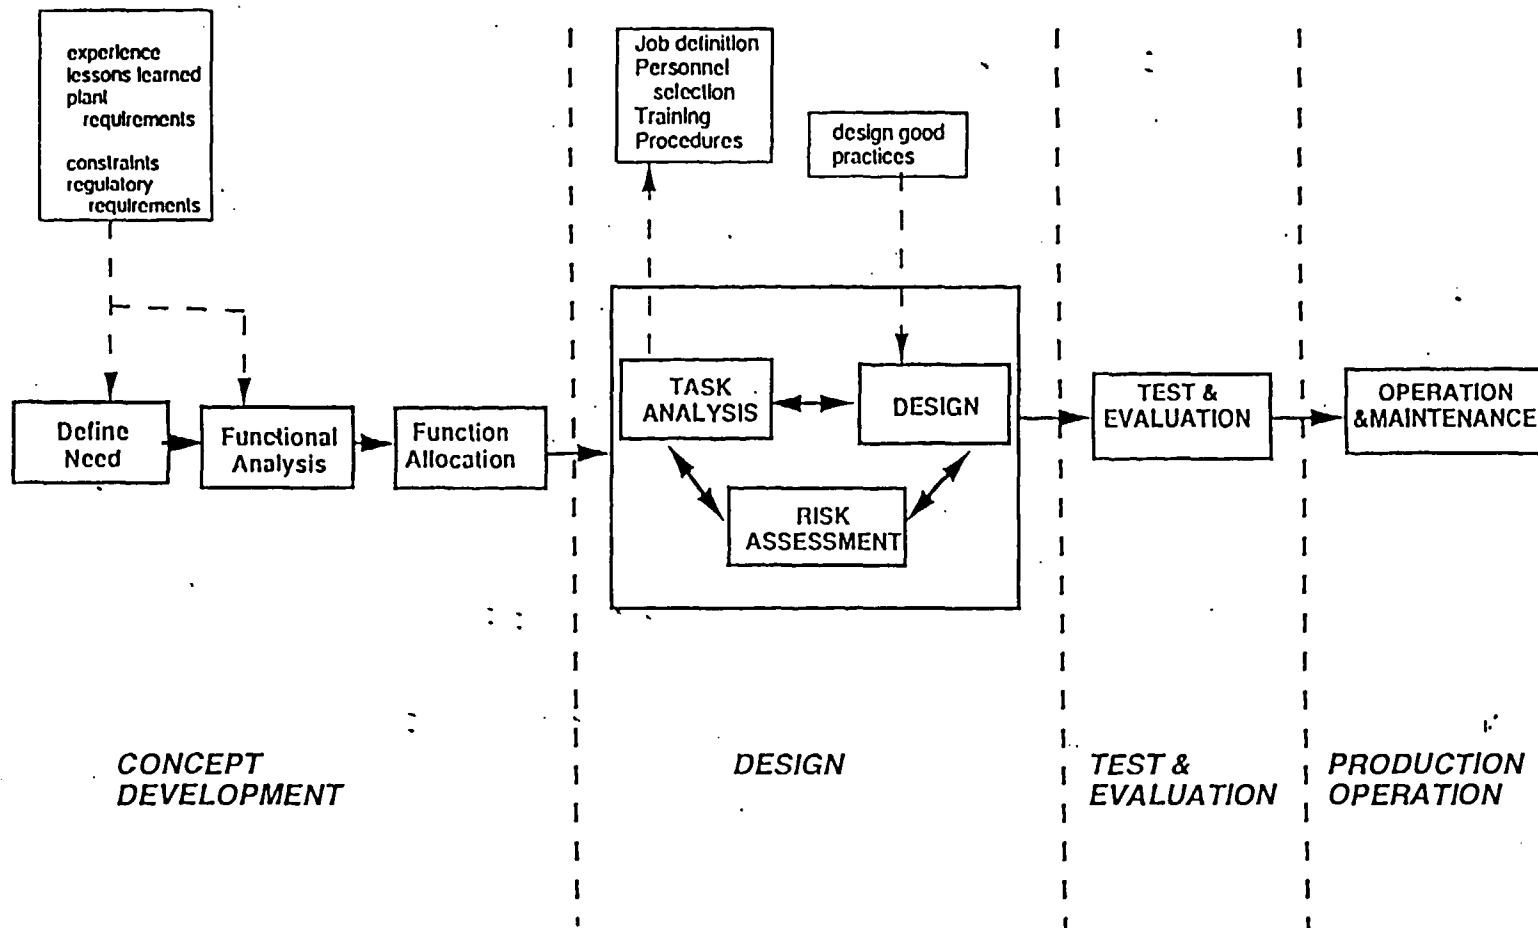 experience
lessons learned
plant
requirements
constraints
regulatory
requirements
Job definition
Personnel
selection
Training
Procedures
design good
practices
Define
Need
Functional
Analysis
Function
Allocation
TASK
ANALYSIS
DESIGN
RISK
ASSESSMENT
TEST &
EVALUATION
OPERATION
&MAINTENANCE
CONCEPT
DEVELOPMENT
DESIGN
TEST &
EVALUATION
PRODUCTION
OPERATION